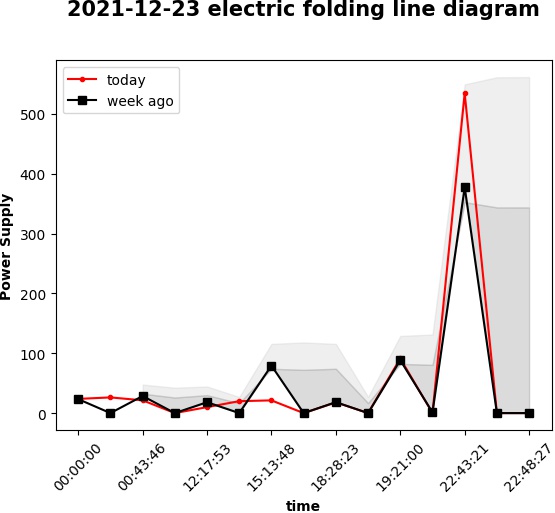 2021-12-23 electric folding line diagram
today
week ago
500
400
300
200
100
0
Power Supply
00:00:00
00:43:46
12:17:53
15:13:48
18:28:23
19:21:00
22:43:21
22:48:27
time